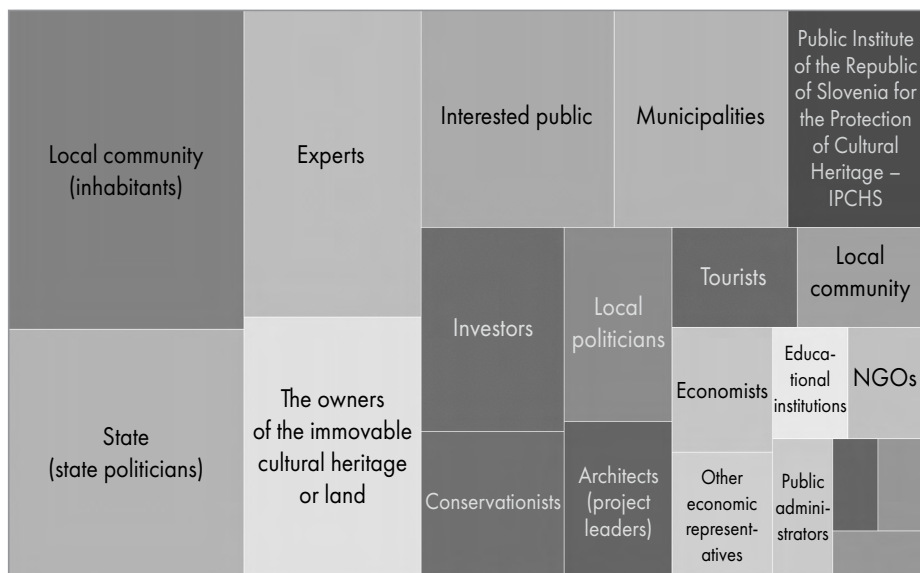 Local community
(inhabitants)
State
(state politicians)
Experts
The owners
of the immovable
cultural heritage
or land
Interested public
Municipalities
Public Institute
of the Republic
of Slovenia for
the Protection
of Cultural
Heritage –
IPCHS
Investors
Conservationists
Local
politicians
Architects
(project
leaders)
Tourists
Local
community
Economists
Educa-
tional
institutions
NGOs
Other
economic
represent-
atives
Public
admini-
strators